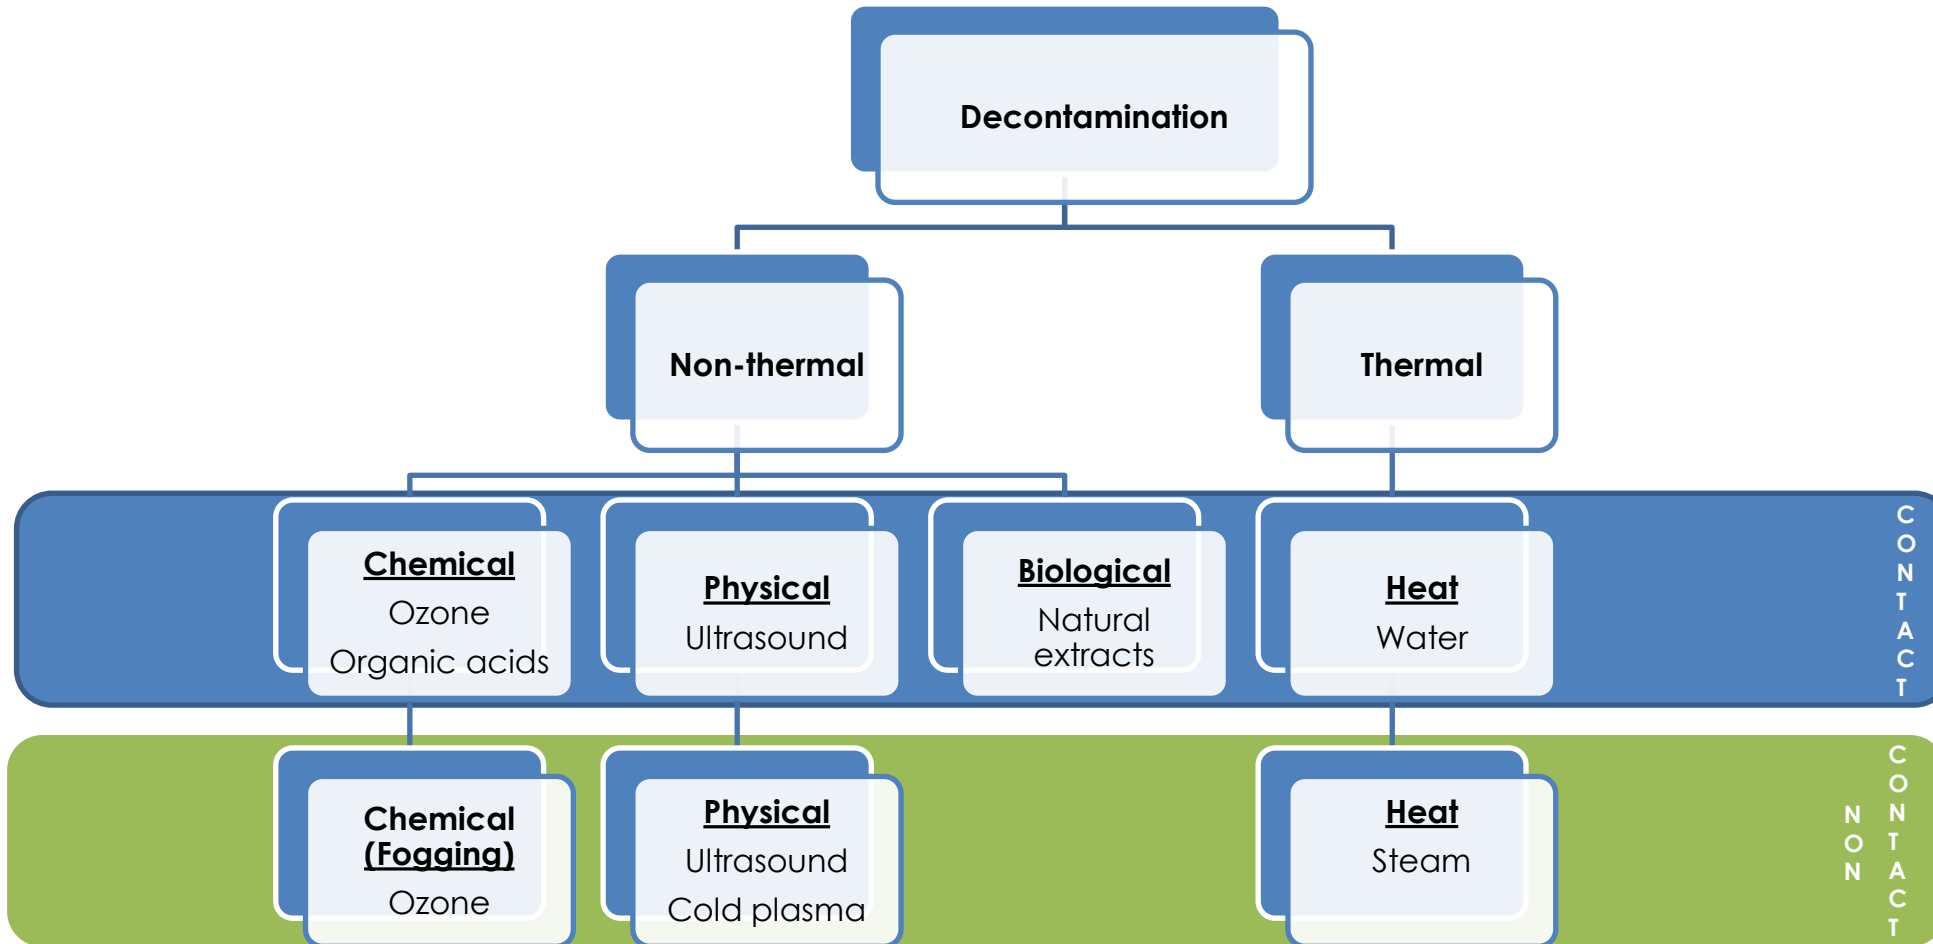 Decontamination
Non-thermal
Thermal
Chemical
Ozone
Organic acids
Physical
Ultrasound
Biological
Natural
extracts
Heat
Water
CONTACT
Chemical
(Fogging)
Ozone
Physical
Ultrasound
Cold plasma
Heat
Steam
NON
CONTACT